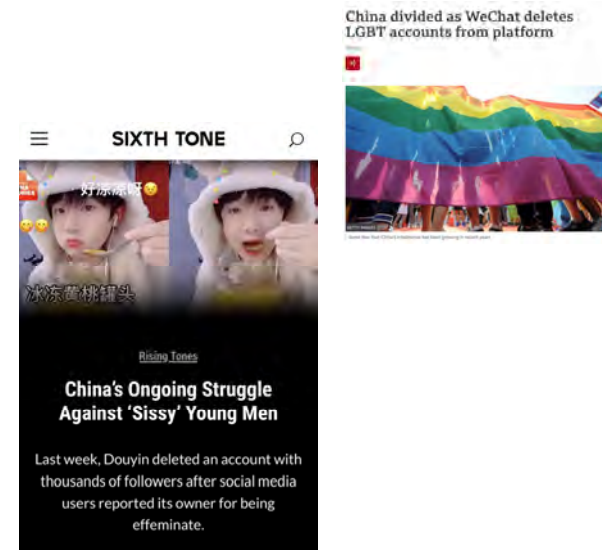 China divided as WeChat deletes
LGBT accounts from platform
SIXTH TONE
好凉凉呀
冰冻黄桃罐头
Rising Tones
China's Ongoing Struggle
Against 'Sissy' Young Men
Last week, Douyin deleted an account with
thousands of followers after social media
users reported its owner for being
effeminate.